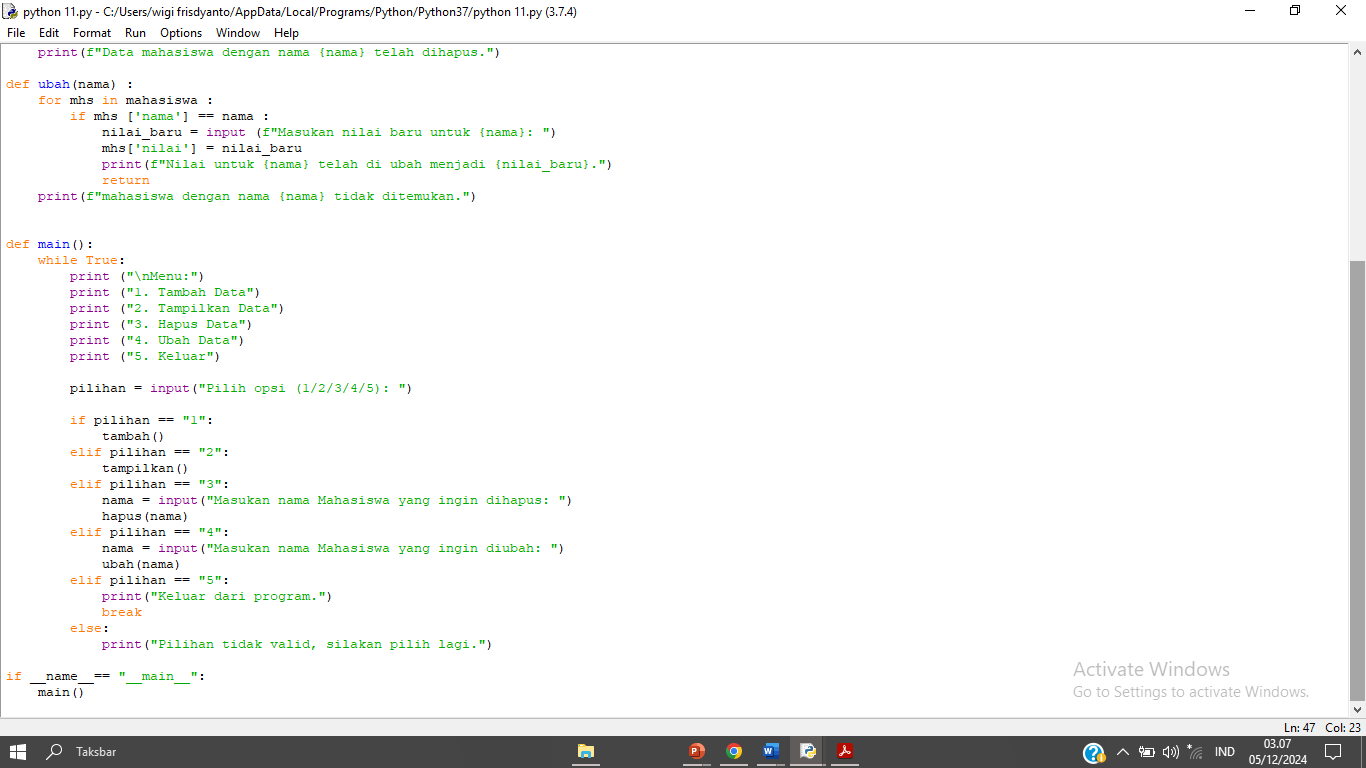 python 11.py - C:/Users/wigi frisdyanto/AppData/Local/Programs/Python/Python37/python 11.py (3.7.4)
File Edit Format Run Options Window Help
    print(f"Data mahasiswa dengan nama {nama} telah dihapus.")

def ubah(nama) :
    for mhs in mahasiswa :
        if mhs ['nama'] == nama :
            nilai_baru = input (f"Masukan nilai baru untuk {nama}: ")
            mhs['nilai'] = nilai_baru
            print(f"Nilai untuk {nama} telah di ubah menjadi {nilai_baru}.")
            return
    print(f"mahasiswa dengan nama {nama} tidak ditemukan.")


def main():
    while True:
        print ("\nMenu:")
        print ("1. Tambah Data")
        print ("2. Tampilkan Data")
        print ("3. Hapus Data")
        print ("4. Ubah Data")
        print ("5. Keluar")

        pilihan = input("Pilih opsi (1/2/3/4/5): ")

        if pilihan == "1":
            tambah()
        elif pilihan == "2":
            tampilkan()
        elif pilihan == "3":
            nama = input("Masukan nama Mahasiswa yang ingin dihapus: ")
            hapus(nama)
        elif pilihan == "4":
            nama = input("Masukan nama Mahasiswa yang ingin diubah: ")
            ubah(nama)
        elif pilihan == "5":
            print("Keluar dari program.")
            break
        else:
            print("Pilihan tidak valid, silakan pilih lagi.")

if __name__== "__main__":
    main()
Activate Windows
Go to Settings to activate Windows.
Ln: 47 Col: 23
Taksbar
IND
03.07
05/12/2024